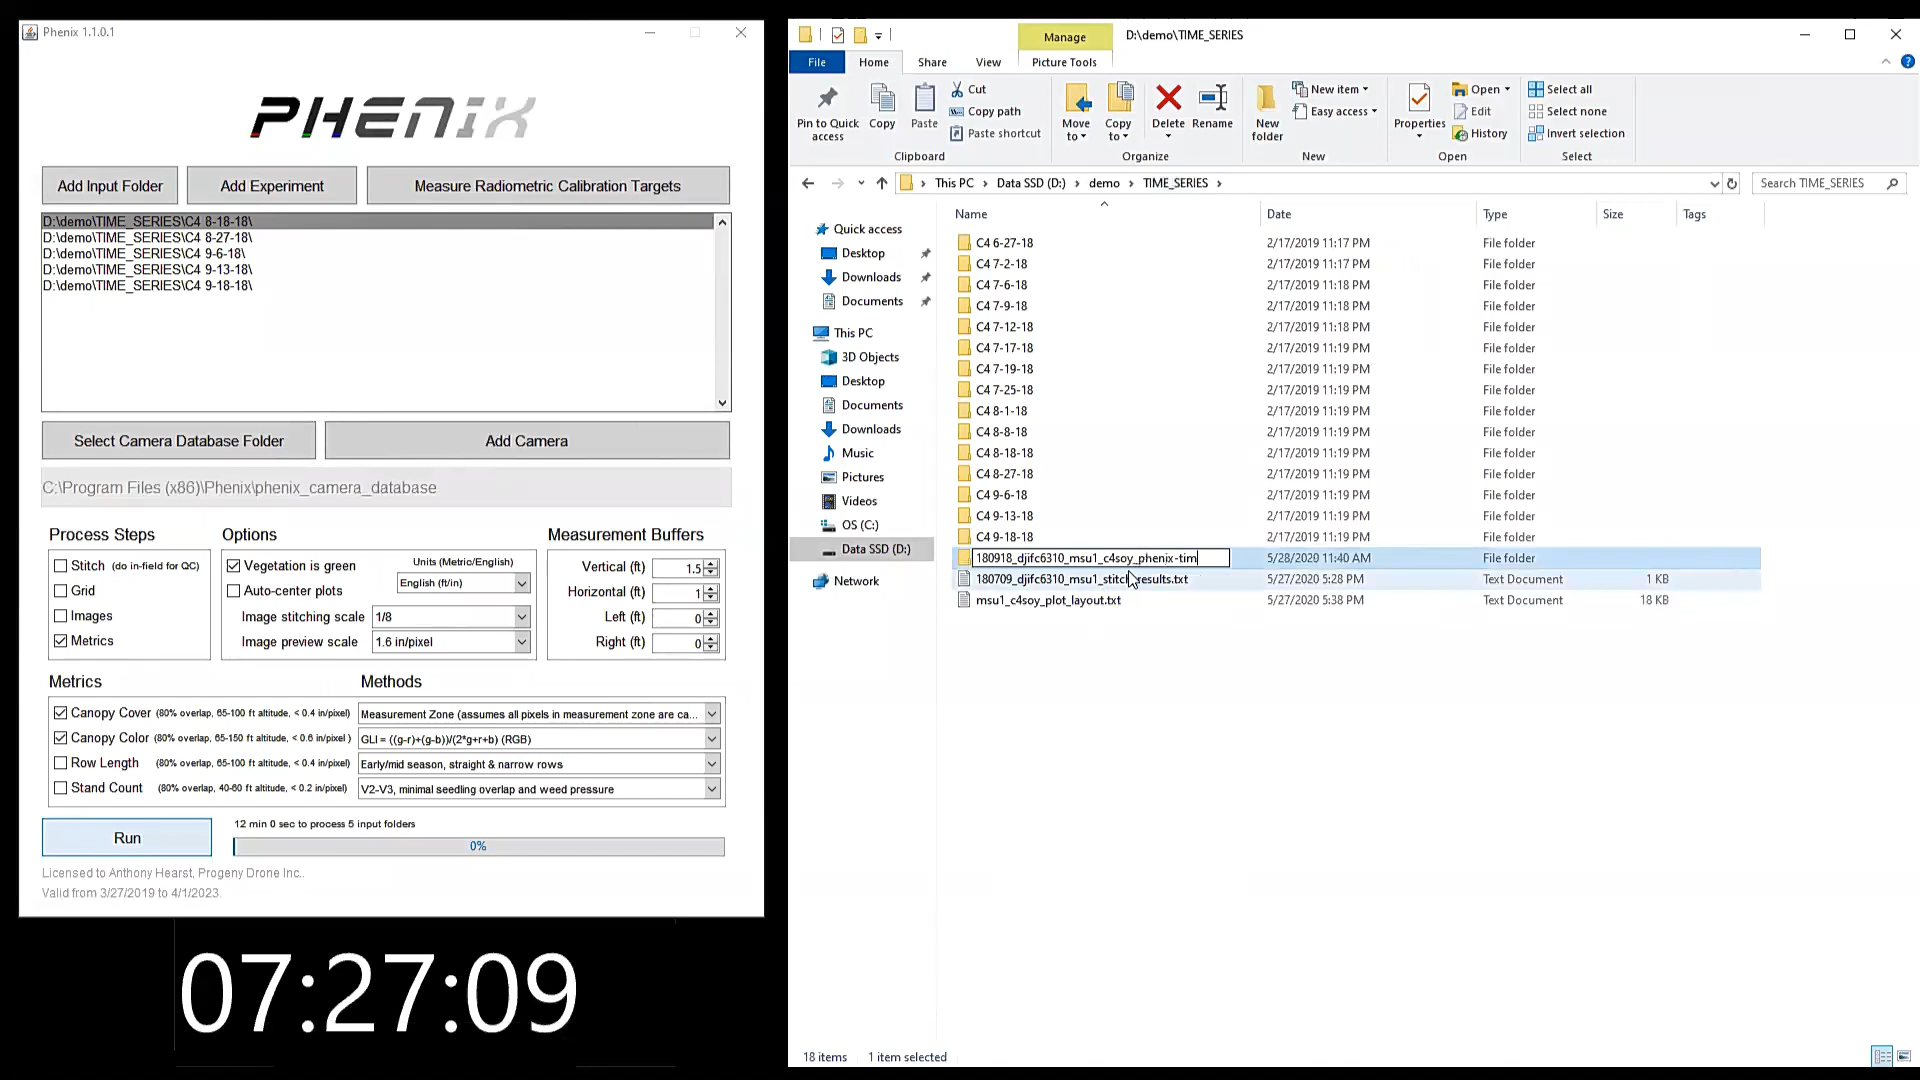 Phenix 1.1.0.1
PHENIX
Add Input Folder
Add Experiment
Measure Radiometric Calibration Targets
D:\demo\TIME_SERIES\C4 8-18-18\
D:\demo\TIME_SERIES\C4 8-27-18\
D:\demo\TIME_SERIES\C4 9-6-18\
D:\demo\TIME_SERIES\C4 9-13-18\
D:\demo\TIME_SERIES\C4 9-18-18\
Select Camera Database Folder
Add Camera
C:\Program Files (x86)\Phenix\phenix_camera_database
Process Steps
Stitch (do in-field for QC)
Grid
Images
Metrics
Options
Vegetation is green
Auto-center plots
Units (Metric/English)
English (ft/in)
Image stitching scale 1/8
Image preview scale 1.6 in/pixel
Measurement Buffers
Vertical (ft) 1.5
Horizontal (ft) 1
Left (ft) 0
Right (ft) 0
Metrics
Methods
Canopy Cover (80% overlap, 65-100 ft altitude, < 0.4 in/pixel) Measurement Zone (assumes all pixels in measurement zone are ca...
Canopy Color (80% overlap, 65-150 ft altitude, < 0.6 in/pixel ) GLI = ((g-r)+(g-b))/(2*g+r+b) (RGB)
Row Length (80% overlap, 65-100 ft altitude, < 0.4 in/pixel) Early/mid season, straight & narrow rows
Stand Count (80% overlap, 40-60 ft altitude, < 0.2 in/pixel) V2-V3, minimal seedling overlap and weed pressure
Run
12 min 0 sec to process 5 input folders
0%
Licensed to Anthony Hearst, Progeny Drone Inc..
Valid from 3/27/2019 to 4/1/2023.
07:27:09
Manage
D:\demo\TIME_SERIES
File
Home
Share
View
Picture Tools
Pin to Quick access
Copy
Paste
Cut
Copy path
Paste shortcut
Clipboard
Move to
Copy to
Delete
Rename
Organize
New folder
New item
Easy access
New
Properties
Open
Edit
History
Open
Select all
Select none
Invert selection
Select
This PC
Data SSD (D:)
demo
TIME_SERIES
Search TIME_SERIES
Quick access
Desktop
Downloads
Documents
This PC
3D Objects
Desktop
Documents
Downloads
Music
Pictures
Videos
OS (C:)
Data SSD (D:)
Network
Name Date Type Size Tags
C4 6-27-18 2/17/2019 11:17 PM File folder
C4 7-2-18 2/17/2019 11:17 PM File folder
C4 7-6-18 2/17/2019 11:18 PM File folder
C4 7-9-18 2/17/2019 11:18 PM File folder
C4 7-12-18 2/17/2019 11:18 PM File folder
C4 7-17-18 2/17/2019 11:19 PM File folder
C4 7-19-18 2/17/2019 11:19 PM File folder
C4 7-25-18 2/17/2019 11:19 PM File folder
C4 8-1-18 2/17/2019 11:19 PM File folder
C4 8-8-18 2/17/2019 11:19 PM File folder
C4 8-18-18 2/17/2019 11:19 PM File folder
C4 8-27-18 2/17/2019 11:19 PM File folder
C4 9-6-18 2/17/2019 11:19 PM File folder
C4 9-13-18 2/17/2019 11:19 PM File folder
C4 9-18-18 2/17/2019 11:19 PM File folder
180918_djifc6310_msu1_c4soy_phenix-tim 5/28/2020 11:40 AM File folder
180709_djifc6310_msu1_stitch_results.txt 5/27/2020 5:28 PM Text Document 1 KB
msu1_c4soy_plot_layout.txt 5/27/2020 5:38 PM Text Document 18 KB
18 items
1 item selected